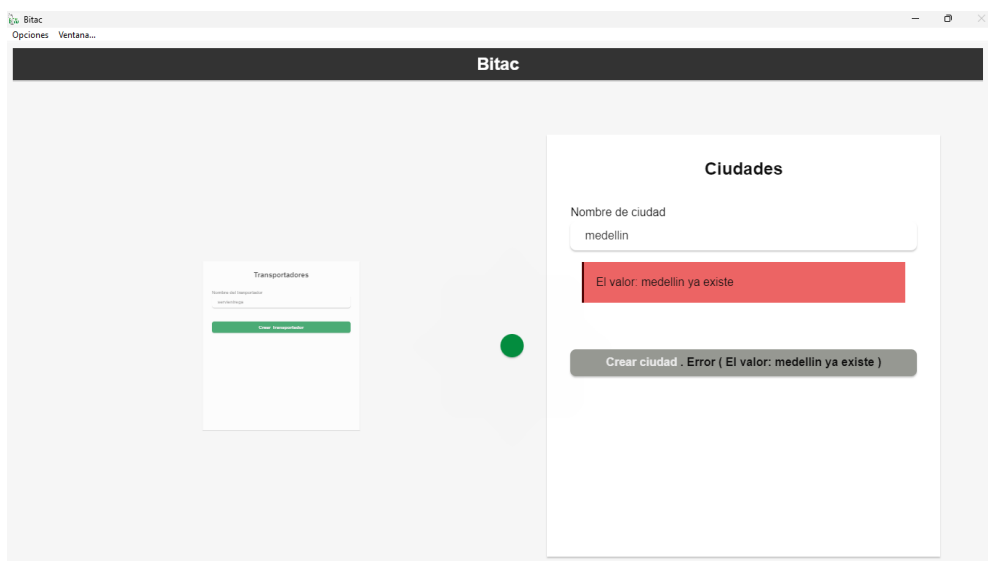 Bitac
Opciones Ventana...
Bitac
Transportadores
Nombre del transportador
servientrega
Crear transportador
Ciudades
Nombre de ciudad
medellin
El valor: medellin ya existe
Crear ciudad . Error ( El valor: medellin ya existe )